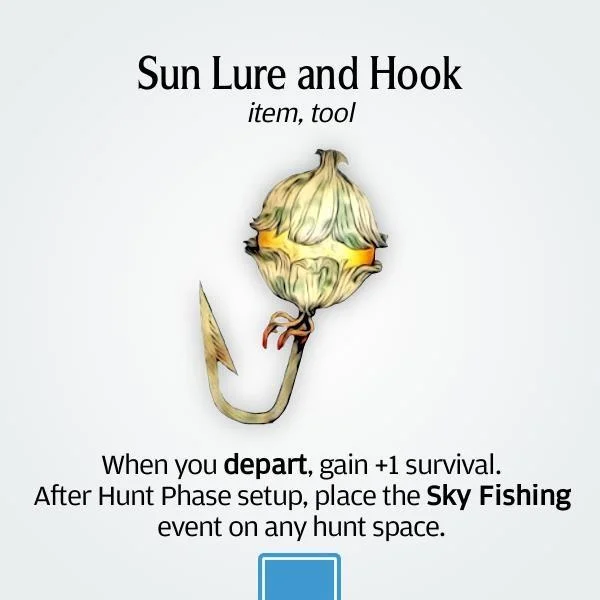 Sun Lure and Hook
item, tool
When you depart, gain +1 survival.
After Hunt Phase setup, place the Sky Fishing
event on any hunt space.